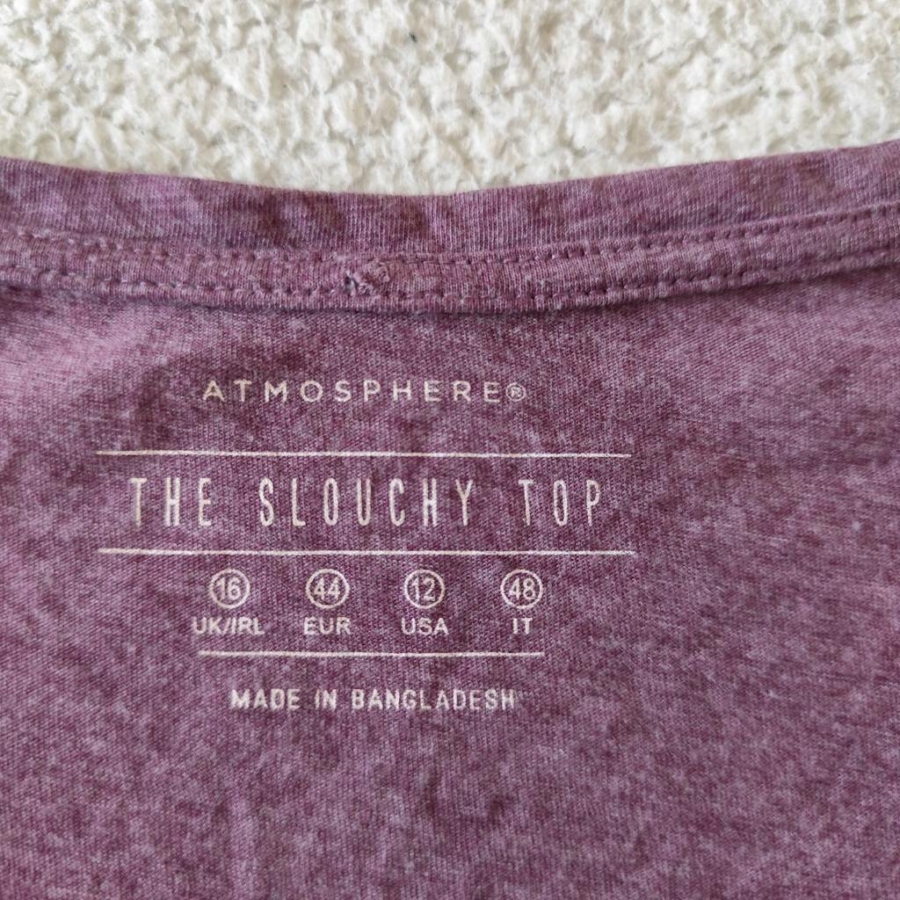 ATMOSPHERE®
THE SLOUCHY TOP
16 44 12 48
UK/IRL EUR USA IT
MADE IN BANGLADESH